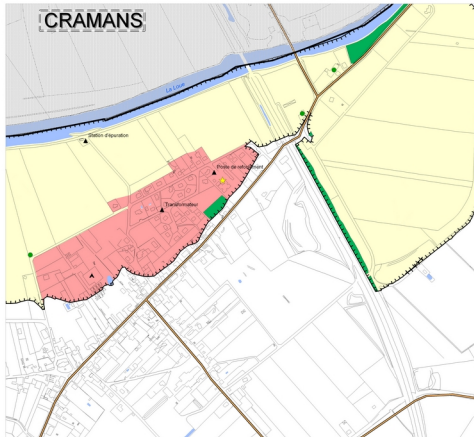 CRAMANS
La Loue
Station d'épuration
Poste de refoulement
Transformateur